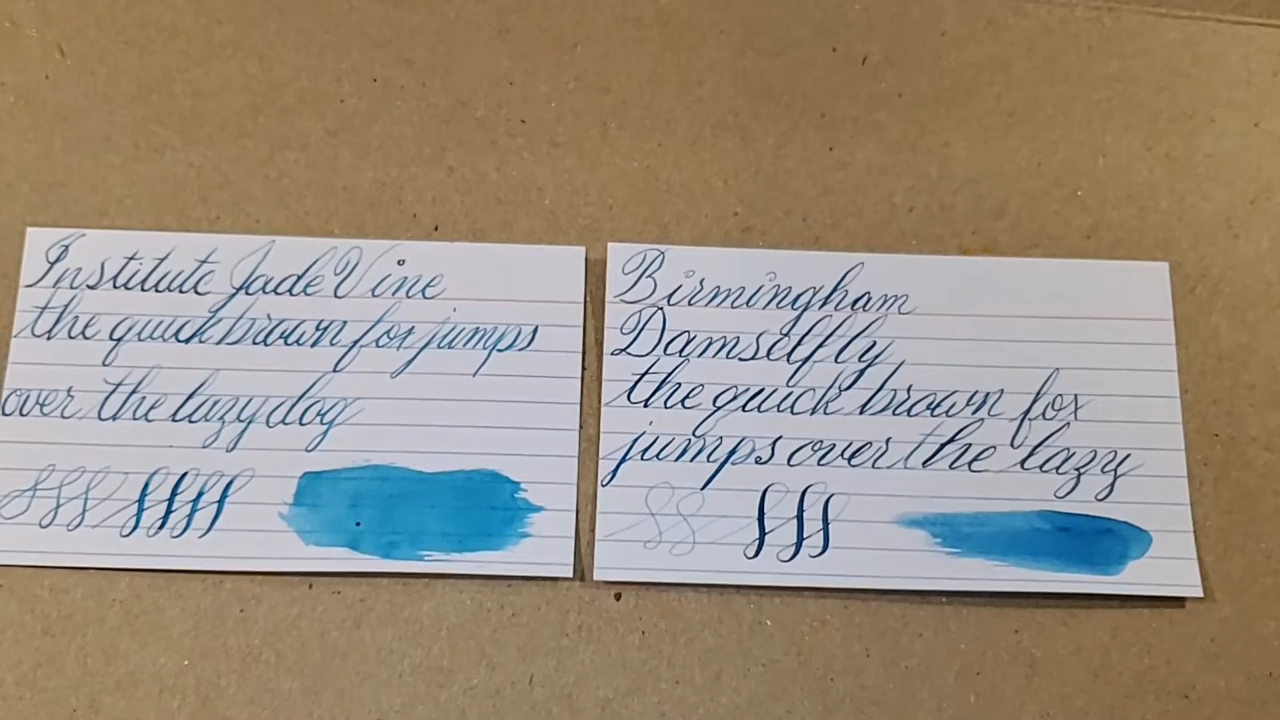 Institute Jade Vine
the quick brown fox jumps
over the lazy dog
Birmingham
Damselfly
the quick brown fox
jumps over the lazy